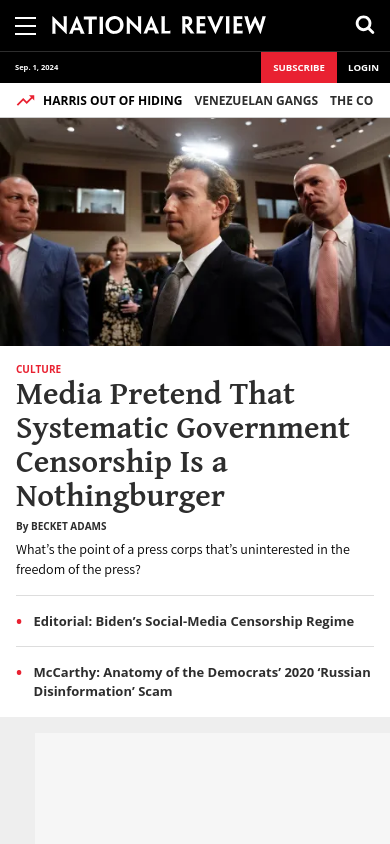 NATIONAL REVIEW
Sep. 1, 2024
SUBSCRIBE
LOGIN
HARRIS OUT OF HIDING VENEZUELAN GANGS THE CO
CULTURE
Media Pretend That
Systematic Government
Censorship Is a
Nothingburger
By BECKET ADAMS
What’s the point of a press corps that’s uninterested in the
freedom of the press?
• Editorial: Biden’s Social-Media Censorship Regime
• McCarthy: Anatomy of the Democrats’ 2020 ‘Russian
Disinformation’ Scam